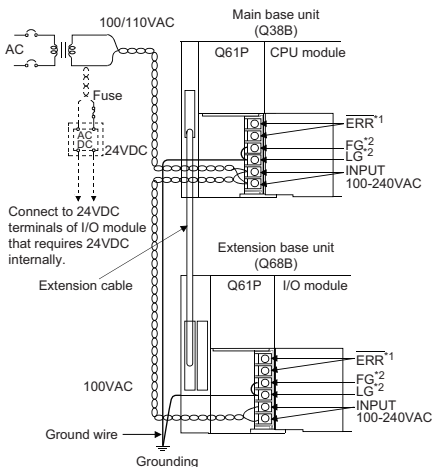 Main base unit
(Q38B)
100/110VAC
AC
Q61P
CPU module
Fuse
AC
DC
24VDC
ERR*1
FG*2
LG*2
INPUT
100-240VAC
Connect to 24VDC
terminals of I/O module
that requires 24VDC
internally.
Extension cable
Extension base unit
(Q68B)
Q61P
I/O module
100VAC
ERR*1
FG*2
LG*2
INPUT
100-240VAC
Ground wire
Grounding